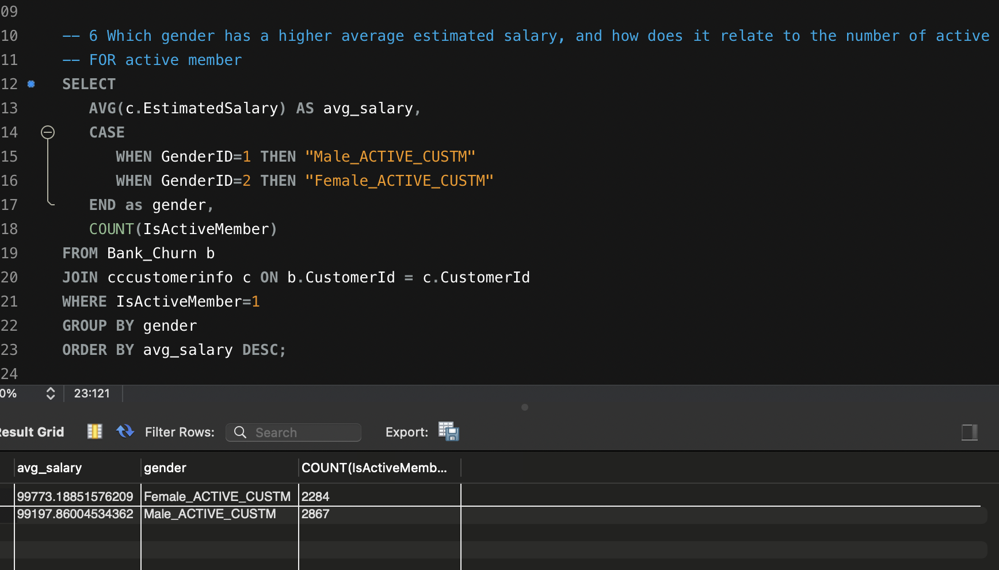 09
10 -- 6 Which gender has a higher average estimated salary, and how does it relate to the number of active
11 -- FOR active member
12 SELECT
13 AVG(c.EstimatedSalary) AS avg_salary,
14 CASE
15 WHEN GenderID=1 THEN "Male_ACTIVE_CUSTM"
16 WHEN GenderID=2 THEN "Female_ACTIVE_CUSTM"
17 END as gender,
18 COUNT(IsActiveMember)
19 FROM Bank_Churn b
20 JOIN cccustomerinfo c ON b.CustomerId = c.CustomerId
21 WHERE IsActiveMember=1
22 GROUP BY gender
23 ORDER BY avg_salary DESC;
24
0% 23:121
esult Grid Filter Rows: Search Export:
avg_salary gender COUNT(IsActiveMemb...
99773.18851576209 Female_ACTIVE_CUSTM 2284
99197.86004534362 Male_ACTIVE_CUSTM 2867